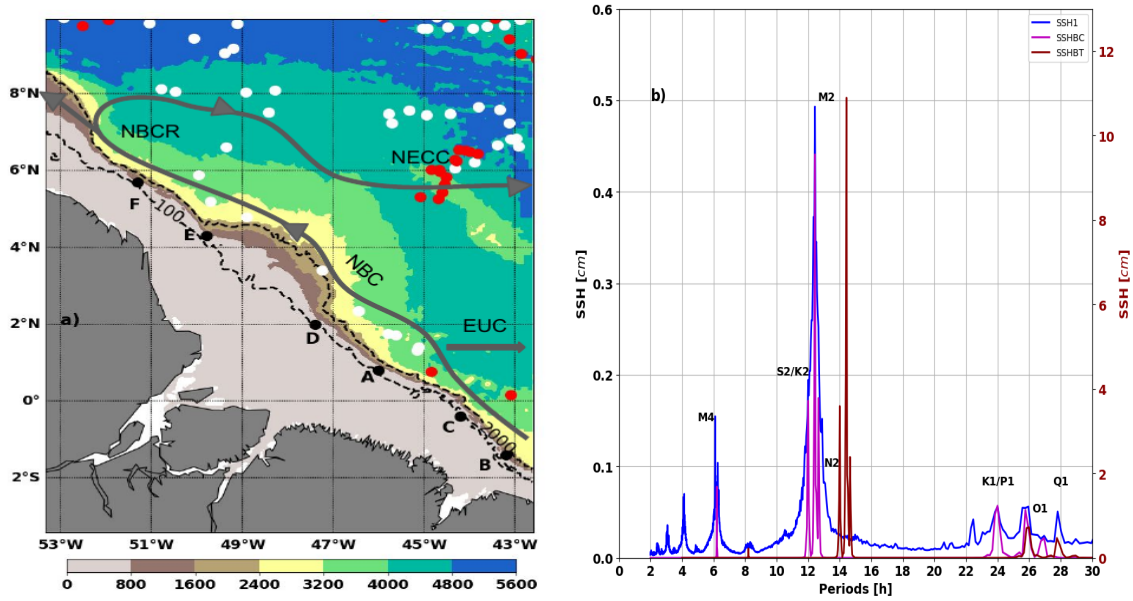 8°N
6°N
4°N
2°N
0°
2°S
53°W 51°W 49°W 47°W 45°W 43°W
0 800 1600 2400 3200 4000 4800 5600
a)
NBCR
NECC
NBC
EUC
100
2000
F
E
D
A
C
B
b)
SSH1
SSHBC
SSHBT
M2
S2/K2
N2
M4
K1/P1
O1
Q1
SSH [cm]
0.6
0.5
0.4
0.3
0.2
0.1
0.0
0 2 4 6 8 10 12 14 16 18 20 22 24 26 28 30
Periods [h]
12
10
8
6
4
2
0
SSH [cm]